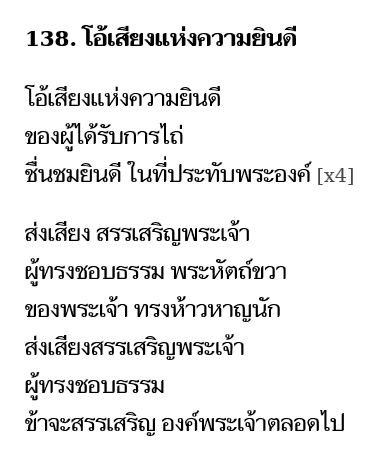 138. โอ้เสียงแห่งความยินดี
โอ้เสียงแห่งความยินดี
ของผู้ได้รับการไถ่
ชื่นชมยินดี ในที่ประทับพระองค์ [x4]
ส่งเสียง สรรเสริญพระเจ้า
ผู้ทรงชอบธรรม พระหัตถ์ขวา
ของพระเจ้า ทรงห้าวหาญนัก
ส่งเสียงสรรเสริญพระเจ้า
ผู้ทรงชอบธรรม
ข้าจะสรรเสริญ องค์พระเจ้าตลอดไป